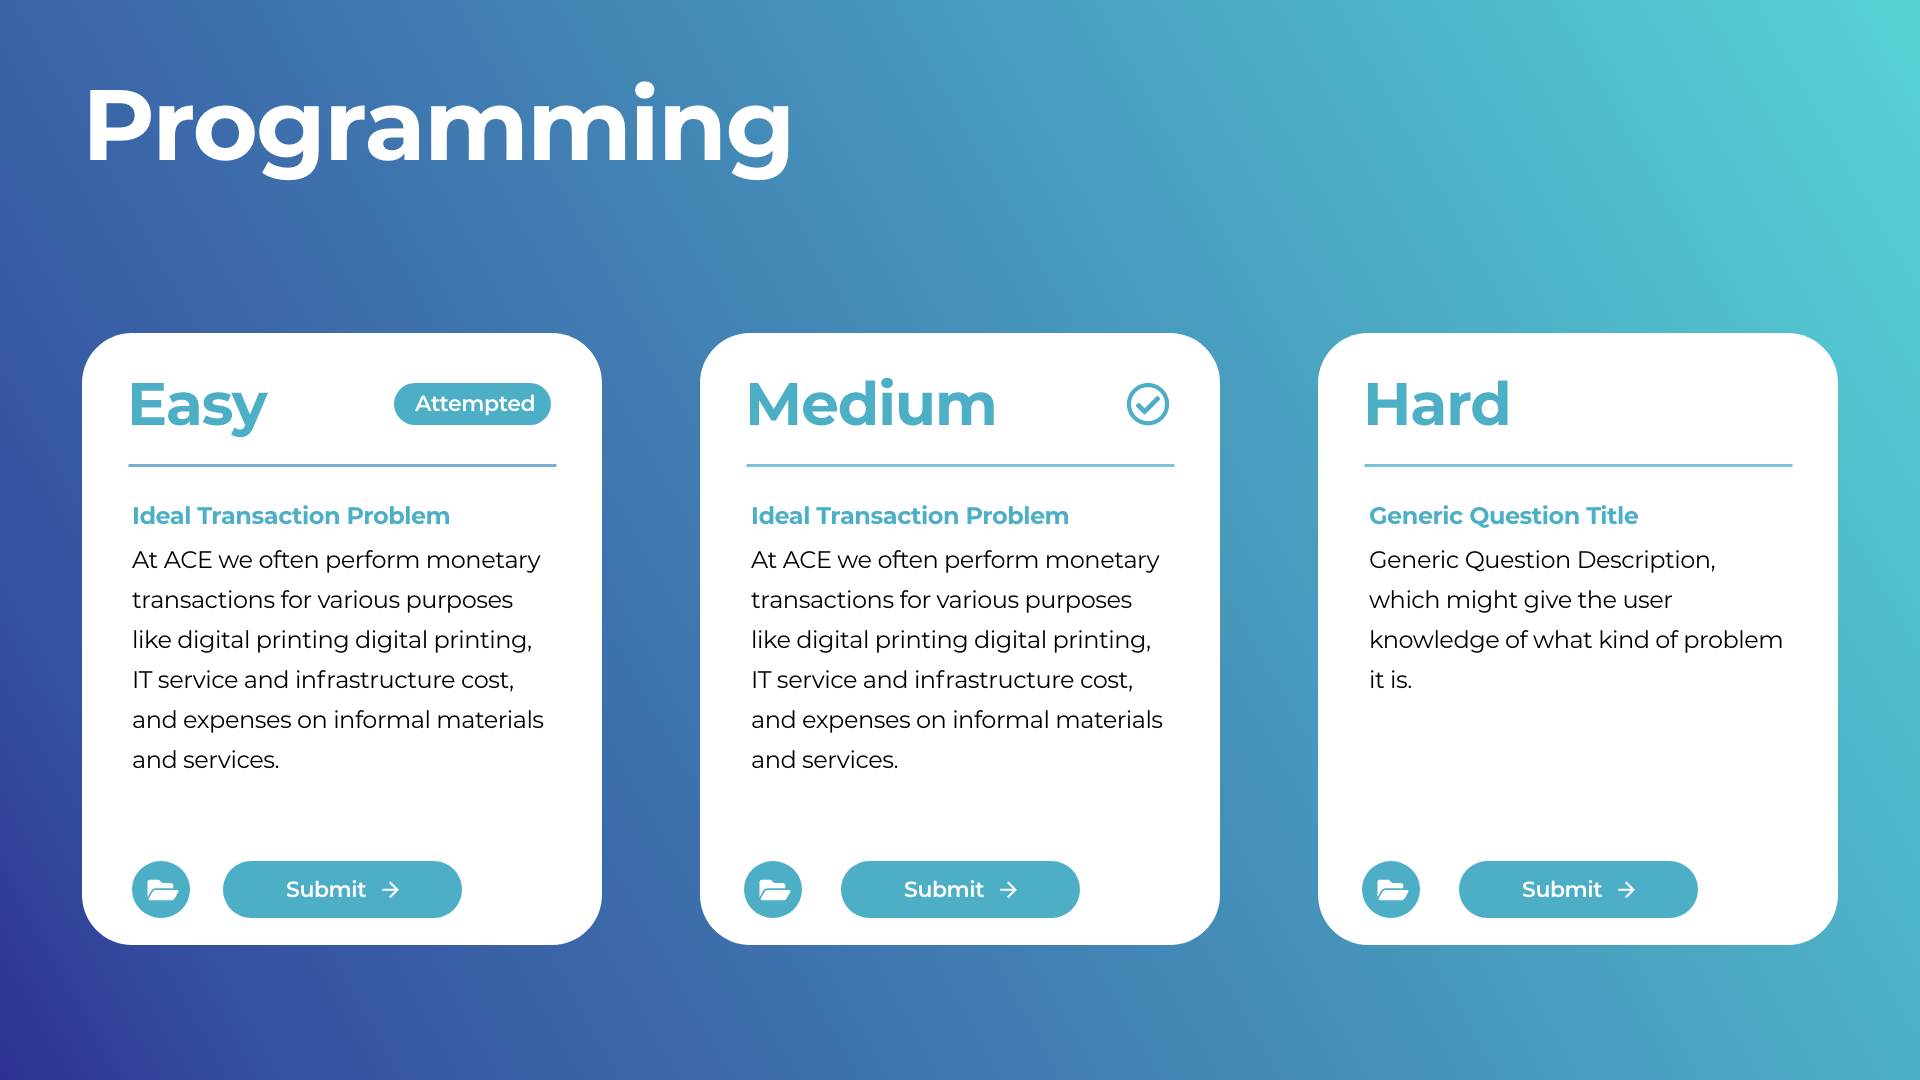 Programming
Easy
Attempted
Ideal Transaction Problem
At ACE we often perform monetary
transactions for various purposes
like digital printing digital printing,
IT service and infrastructure cost,
and expenses on informal materials
and services.
Submit
Medium
Ideal Transaction Problem
At ACE we often perform monetary
transactions for various purposes
like digital printing digital printing,
IT service and infrastructure cost,
and expenses on informal materials
and services.
Submit
Hard
Generic Question Title
Generic Question Description,
which might give the user
knowledge of what kind of problem
it is.
Submit